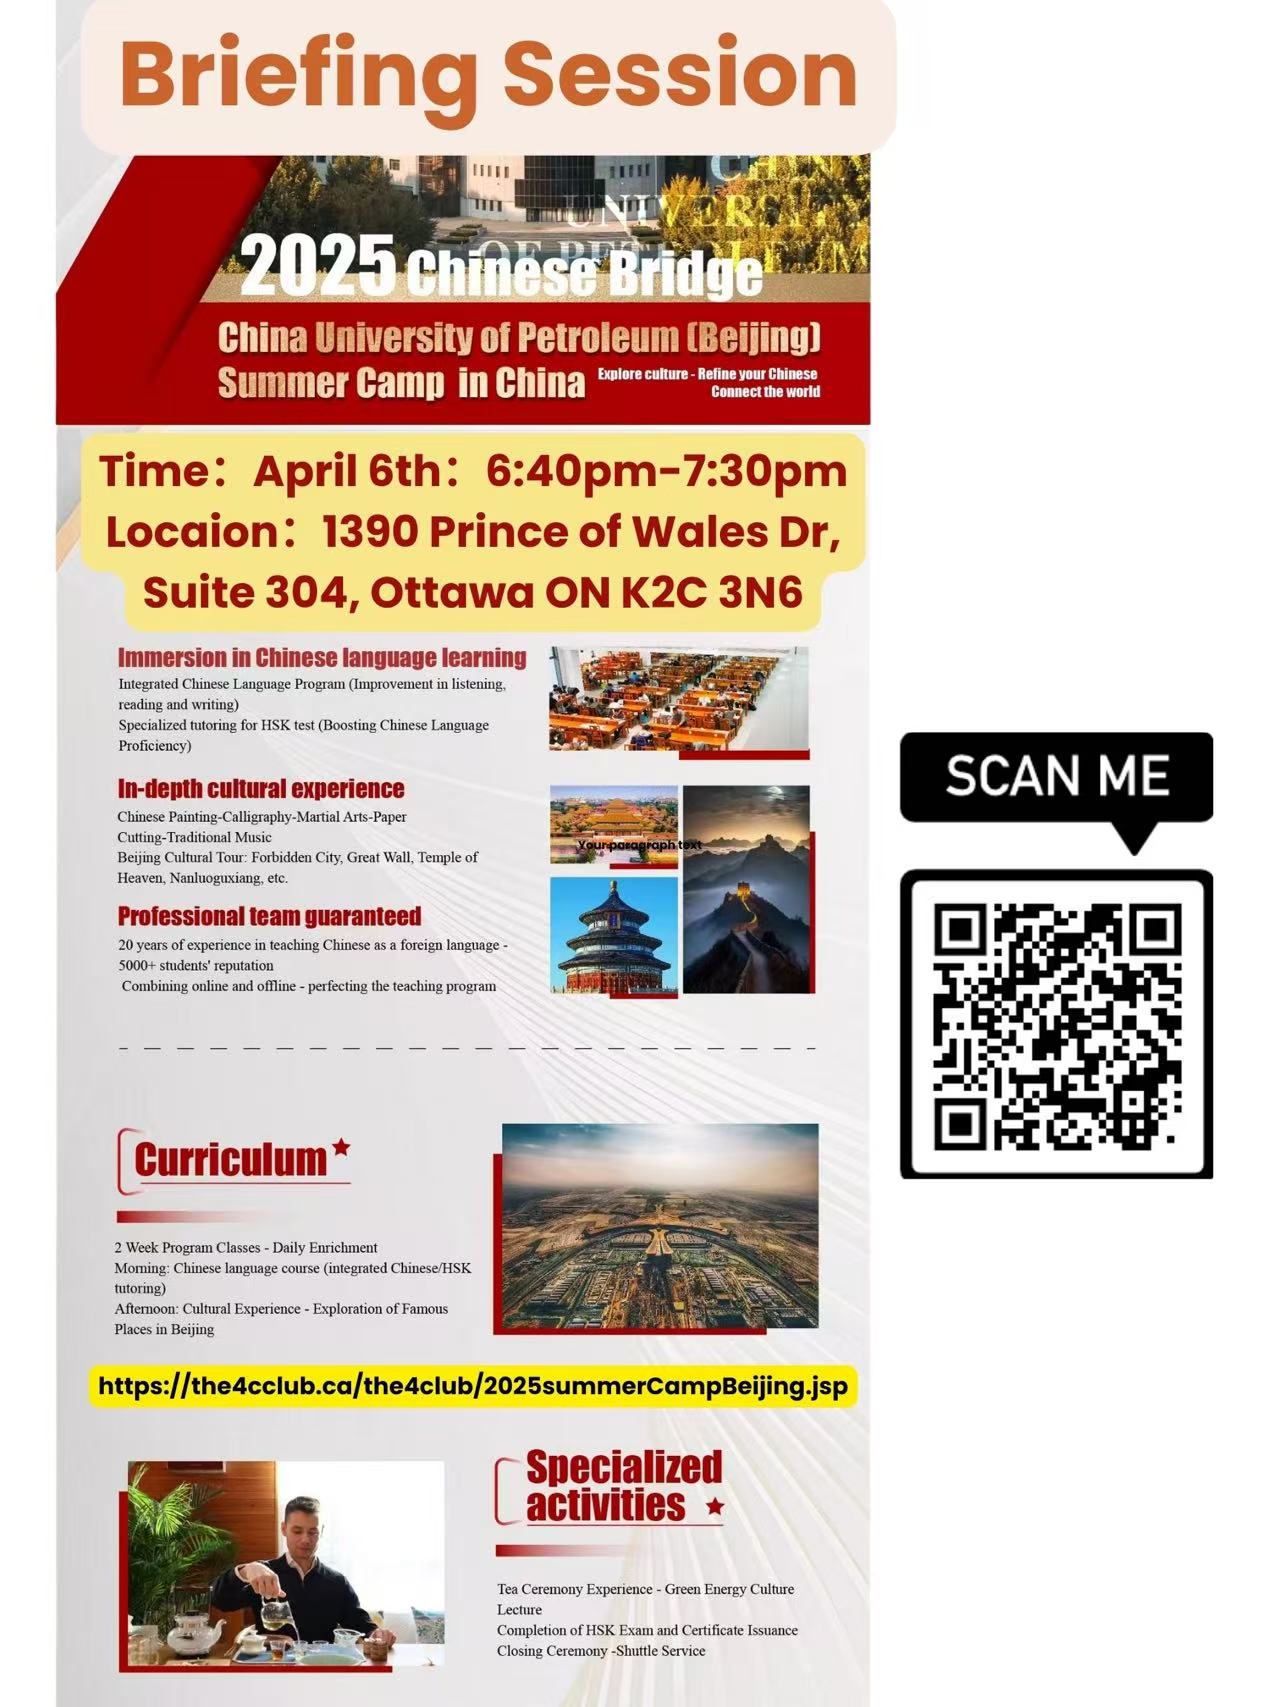 Briefing Session
CHINA
UNIVERSITY
OF PETROLEUM
2025 Chinese Bridge
China University of Petroleum (Beijing)
Summer Camp in China
Explore culture - Refine your Chinese
Connect the world
Time：April 6th：6:40pm-7:30pm
Locaion：1390 Prince of Wales Dr,
Suite 304, Ottawa ON K2C 3N6
Immersion in Chinese language learning
Integrated Chinese Language Program (Improvement in listening,
reading and writing)
Specialized tutoring for HSK test (Boosting Chinese Language
Proficiency)
In-depth cultural experience
Chinese Painting-Calligraphy-Martial Arts-Paper
Cutting-Traditional Music
Beijing Cultural Tour: Forbidden City, Great Wall, Temple of
Heaven, Nanluoguxiang, etc.
Your paragraph text
Professional team guaranteed
20 years of experience in teaching Chinese as a foreign language -
5000+ students' reputation
Combining online and offline - perfecting the teaching program
SCAN ME
Curriculum
2 Week Program Classes - Daily Enrichment
Morning: Chinese language course (integrated Chinese/HSK
tutoring)
Afternoon: Cultural Experience - Exploration of Famous
Places in Beijing
https://the4cclub.ca/the4club/2025summerCampBeijing.jsp
Specialized
activities
Tea Ceremony Experience - Green Energy Culture
Lecture
Completion of HSK Exam and Certificate Issuance
Closing Ceremony -Shuttle Service